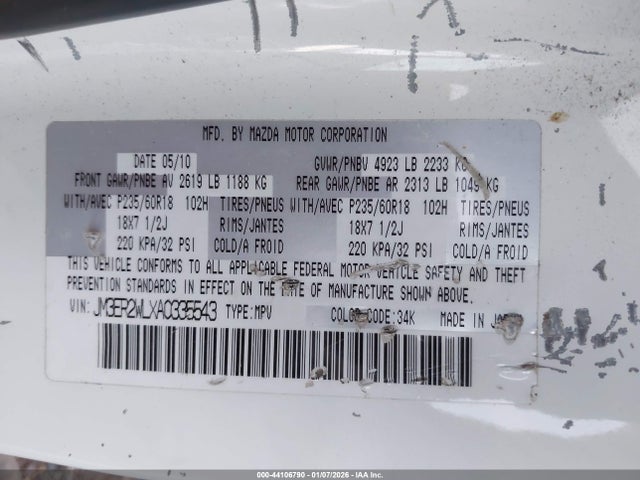 MFD. BY MAZDA MOTOR CORPORATION
DATE 05/10 GVWR/PNBV 4923 LB 2233 KG
FRONT GAWR/PNBE AV 2619 LB 1188 KG REAR GAWR/PNBE AR 2313 LB 1049 KG
WITH/AVEC P235/60R18 102H TIRES/PNEUS WITH/AVEC P235/60R18 102H TIRES/PNEUS
18X7 1/2J RIMS/JANTES 18X7 1/2J RIMS/JANTES
220 KPA/32 PSI COLD/A FROID 220 KPA/32 PSI COLD/A FROID
THIS VEHICLE CONFORMS TO ALL APPLICABLE FEDERAL MOTOR VEHICLE SAFETY AND THEFT
PREVENTION STANDARDS IN EFFECT ON THE DATE OF MANUFACTURE SHOWN ABOVE.
VIN: JM3ER2WLXA0335543 TYPE:MPV COLOR CODE:34K MADE IN JAPAN
000-44106790 - 01/07/2026 - IAA Inc.